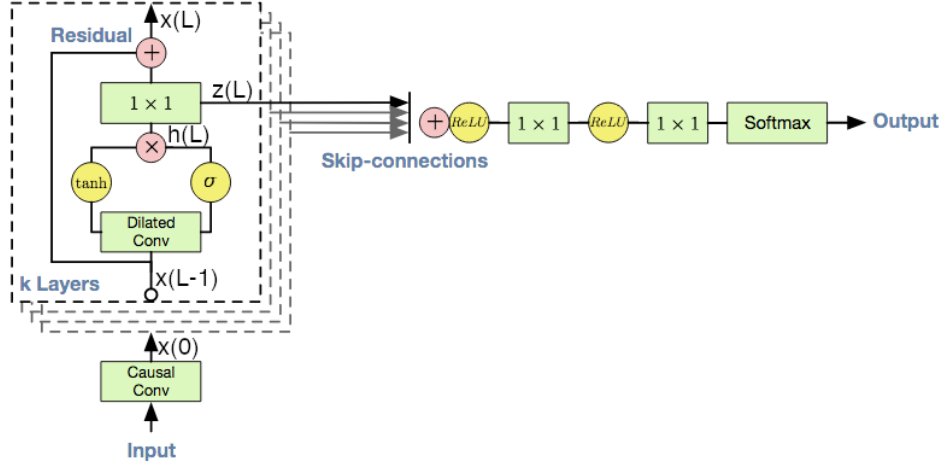 x(L)
Residual
+
1 × 1
z(L)
h(L)
×
tanh
σ
Dilated
Conv
x(L-1)
k Layers
x(0)
Causal
Conv
Input
Skip-connections
+
ReLU
1 × 1
ReLU
1 × 1
Softmax
Output